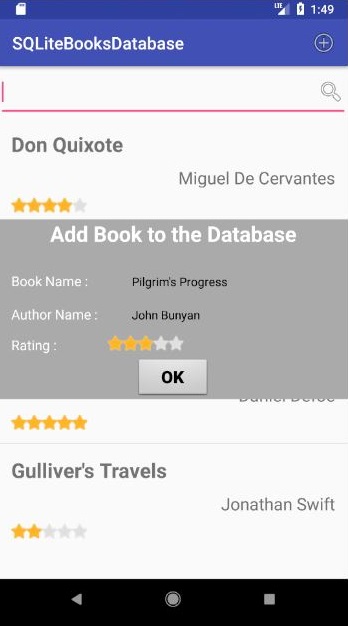 LTE 1:49
SQLiteBooksDatabase
Don Quixote
Miguel De Cervantes
Add Book to the Database
Book Name : Pilgrim's Progress
Author Name : John Bunyan
Rating :
OK
Daniel Defoe
Gulliver's Travels
Jonathan Swift